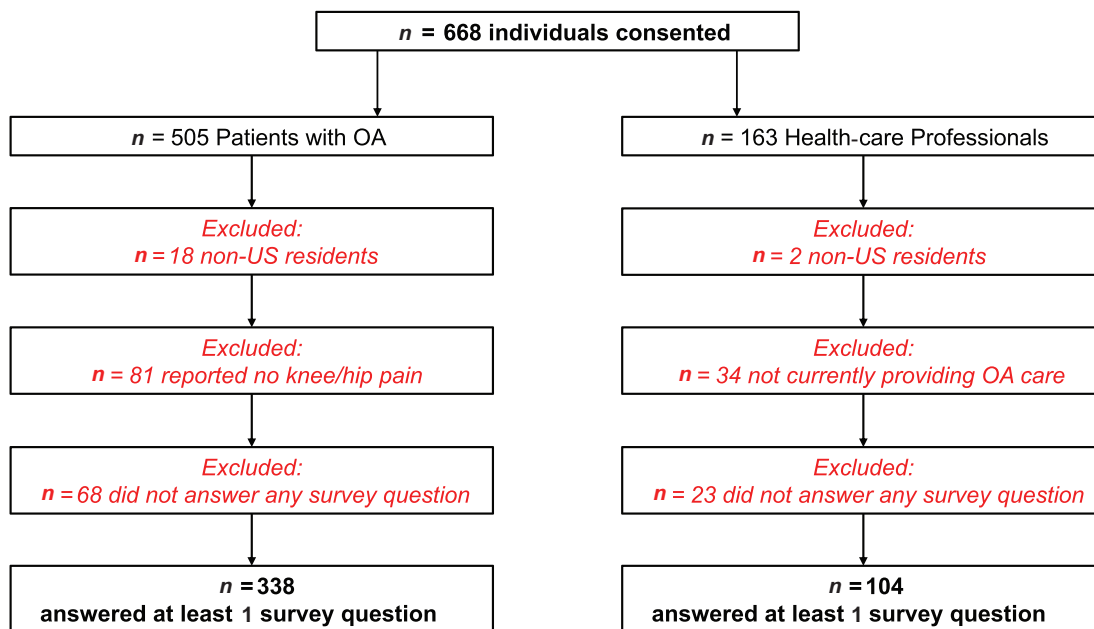 n = 668 individuals consented
n = 505 Patients with OA
n = 163 Health-care Professionals
Excluded:
n = 18 non-US residents
Excluded:
n = 2 non-US residents
Excluded:
n = 81 reported no knee/hip pain
Excluded:
n = 34 not currently providing OA care
Excluded:
n = 68 did not answer any survey question
Excluded:
n = 23 did not answer any survey question
n = 338
answered at least 1 survey question
n = 104
answered at least 1 survey question